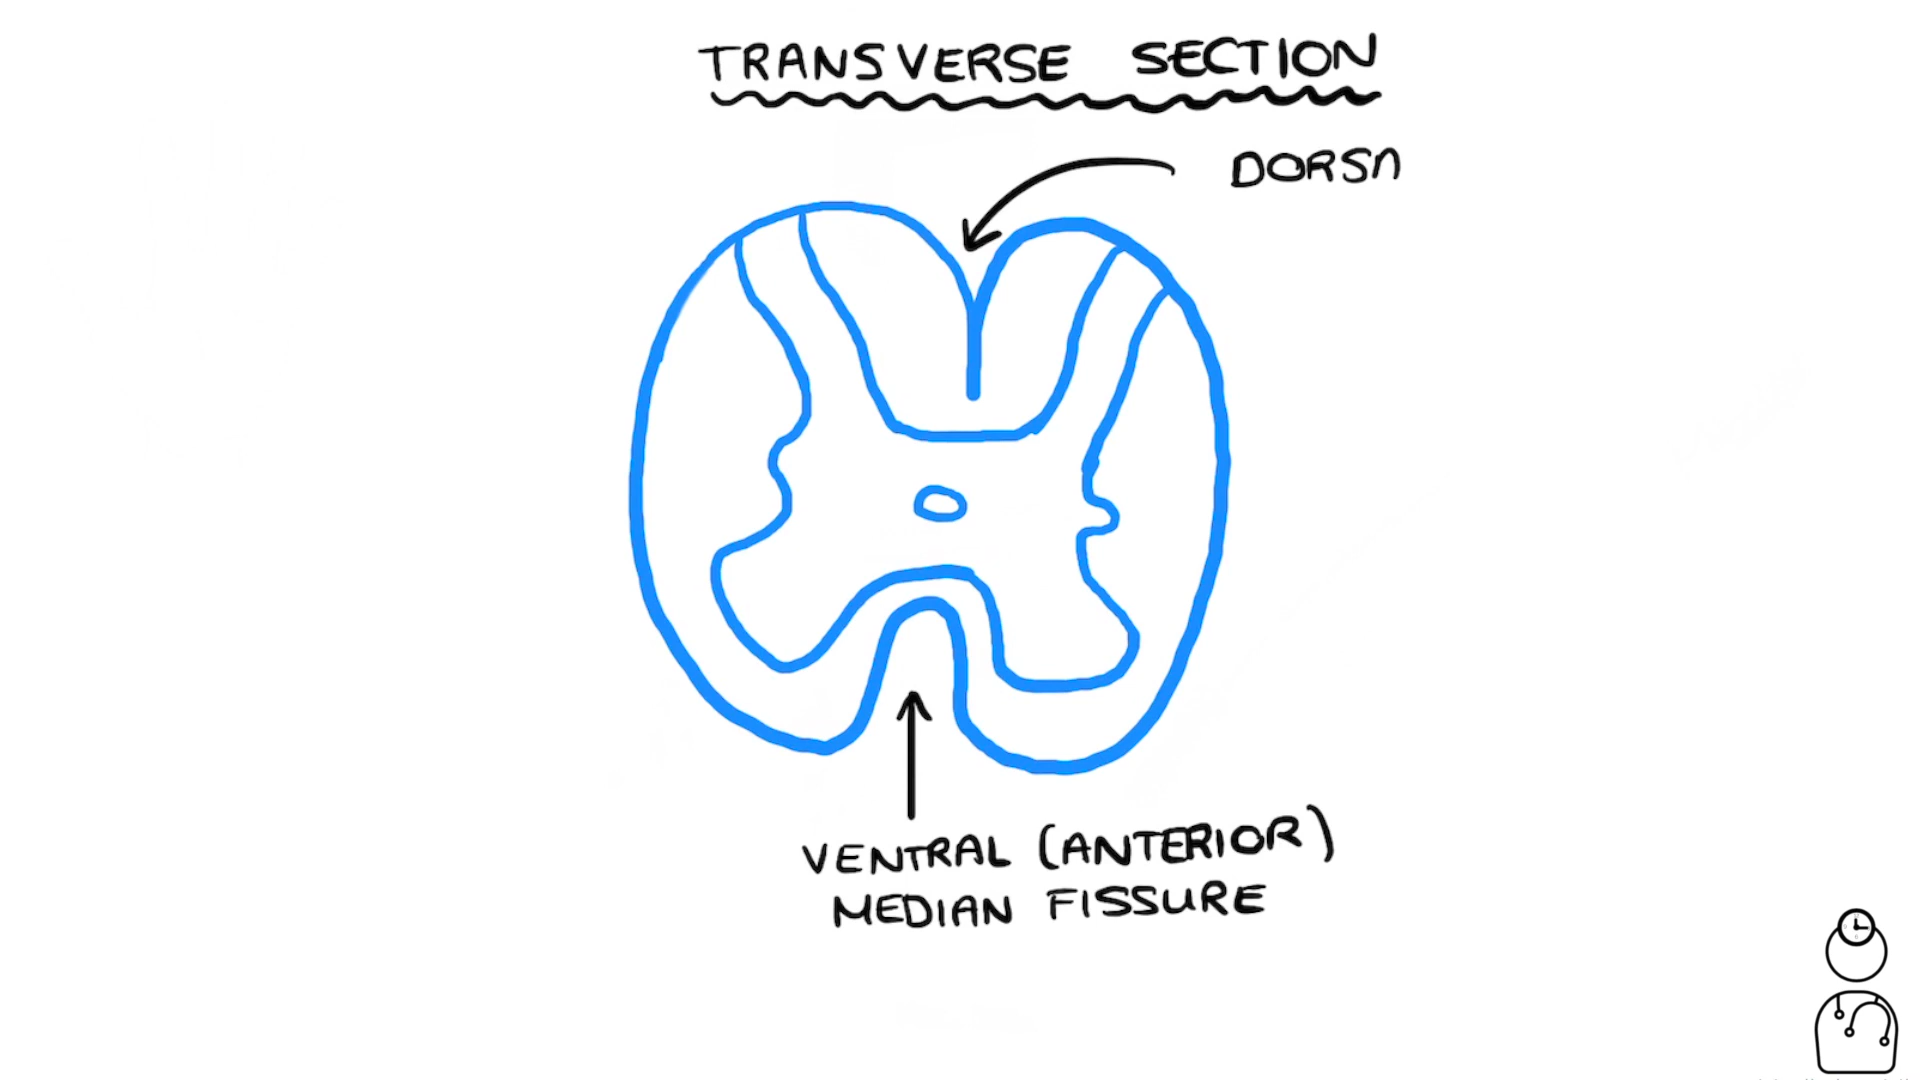 TRANSVERSE SECTION
DORSA
VENTRAL (ANTERIOR)
MEDIAN FISSURE